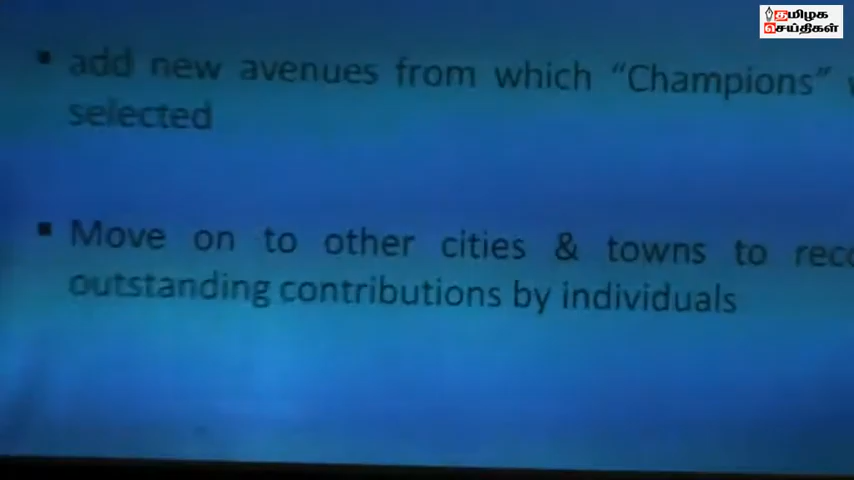 தமிழக
செய்திகள்
add new avenues from which “Champions”
selected
Move on to other cities & towns to
outstanding contributions by individuals